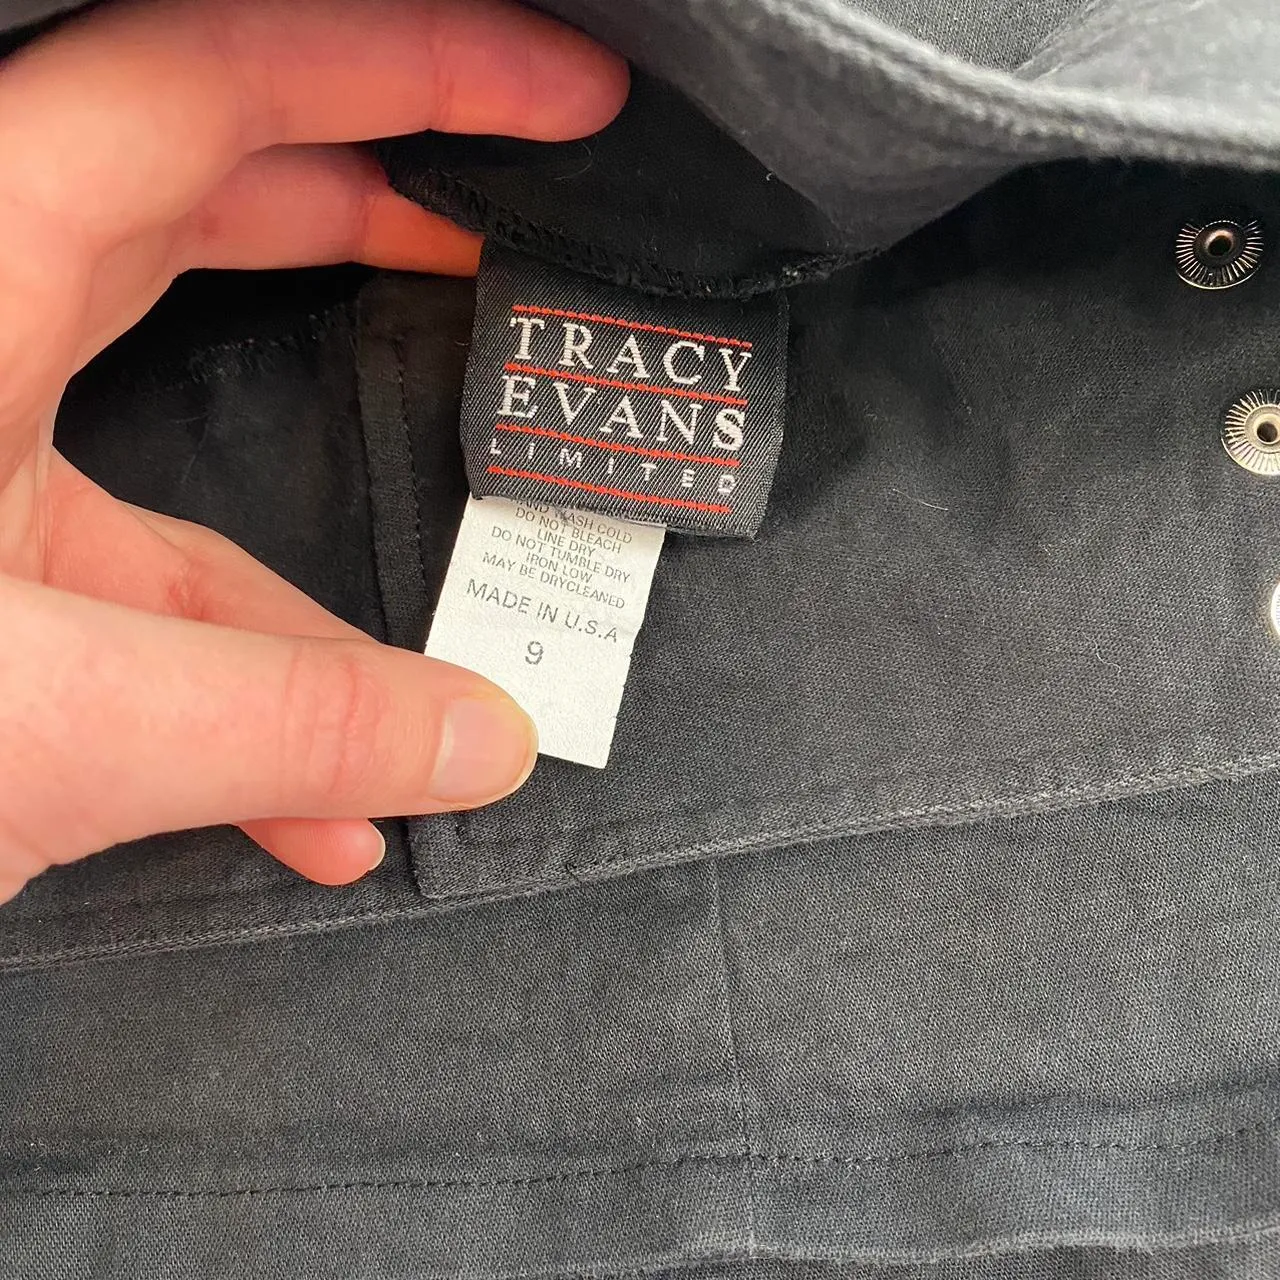 TRACY
EVANS
LIMITED
WASH COLD
DO NOT BLEACH
LINE DRY
DO NOT TUMBLE DRY
IRON LOW
MAY BE DRYCLEANED
MADE IN U.S.A
9